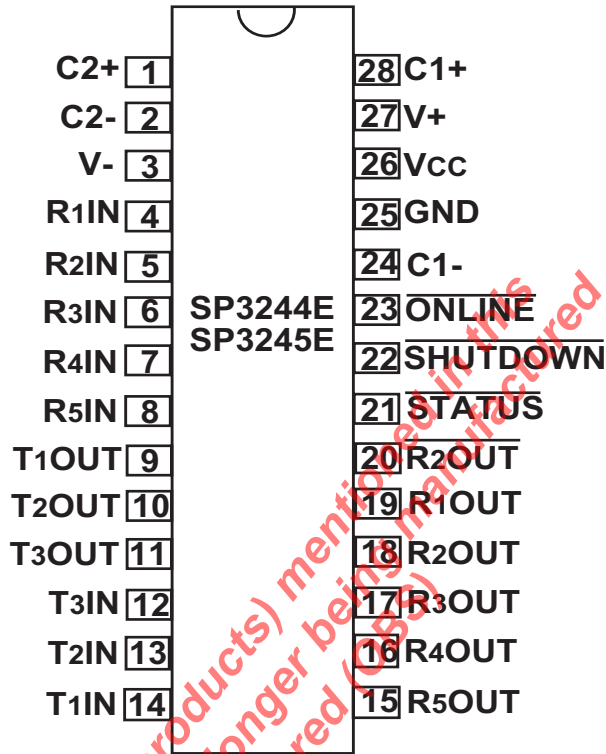 C2+ 1
C2- 2
V- 3
R1IN 4
R2IN 5
R3IN 6
R4IN 7
R5IN 8
T1OUT 9
T2OUT 10
T3OUT 11
T3IN 12
T2IN 13
T1IN 14
SP3244E
SP3245E
28 C1+
27 V+
26 VCC
25 GND
24 C1-
23 ONLINE
22 SHUTDOWN
21 STATUS
20 R2OUT
19 R1OUT
18 R2OUT
17 R3OUT
16 R4OUT
15 R5OUT
mentioned in this
longer being manufactured
(OBS)